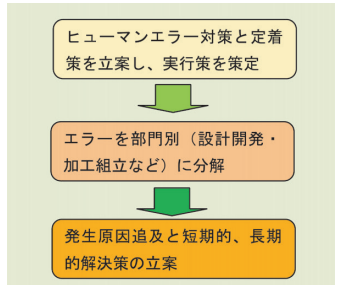 ヒューマンエラー対策と定着
策を立案し、実行策を策定
エラーを部門別（設計開発・
加工組立など）に分解
発生原因追及と短期的、長期
的解決策の立案